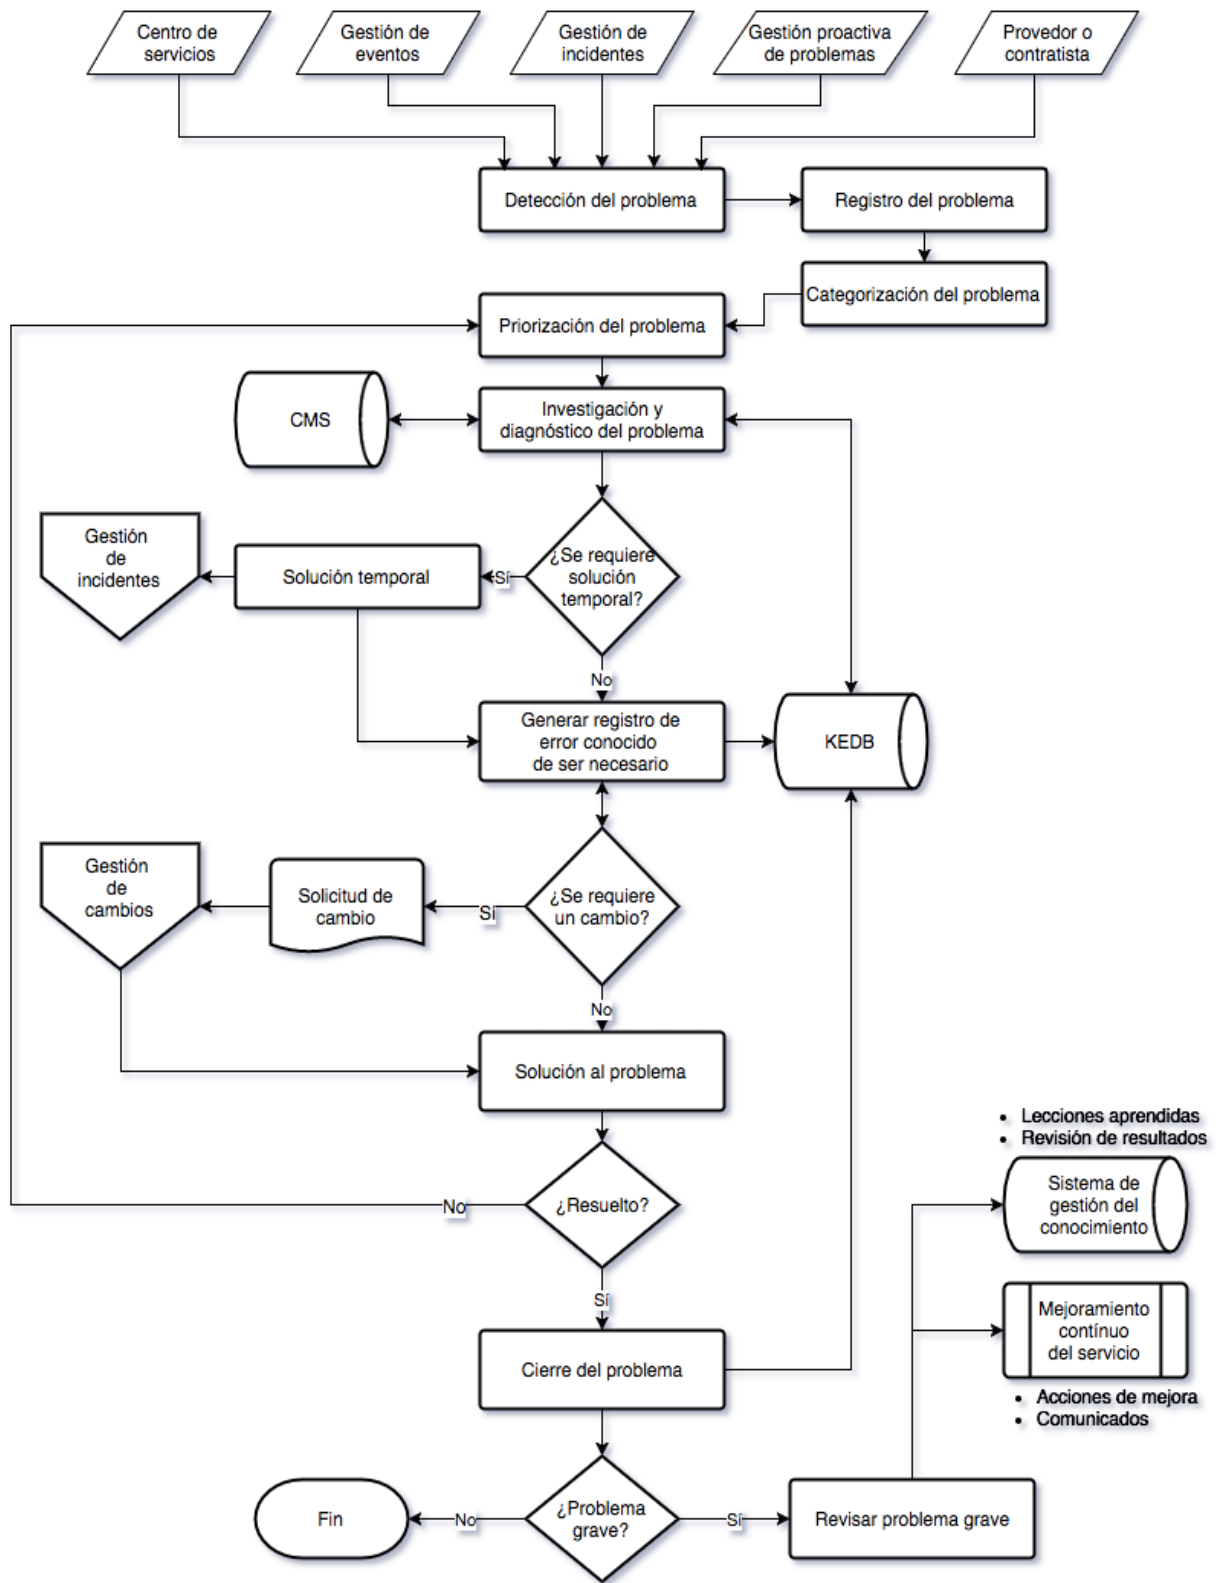 Centro de
servicios
Gestión de
eventos
Gestión de
incidentes
Gestión proactiva
de problemas
Provedor o
contratista
Detección del problema
Registro del problema
Categorización del problema
Priorización del problema
CMS
Investigación y
diagnóstico del problema
Gestión
de
incidentes
Solución temporal
Sí
¿Se requiere
solución
temporal?
No
Generar registro de
error conocido
de ser necesario
KEDB
Gestión
de
cambios
Solicitud de
cambio
Sí
¿Se requiere
un cambio?
No
Solución al problema
• Lecciones aprendidas
• Revisión de resultados
No
¿Resuelto?
Sistema de
gestión del
conocimiento
Sí
Mejoramiento
contínuo
del servicio
Cierre del problema
• Acciones de mejora
• Comunicados
Fin
No
¿Problema
grave?
Sí
Revisar problema grave